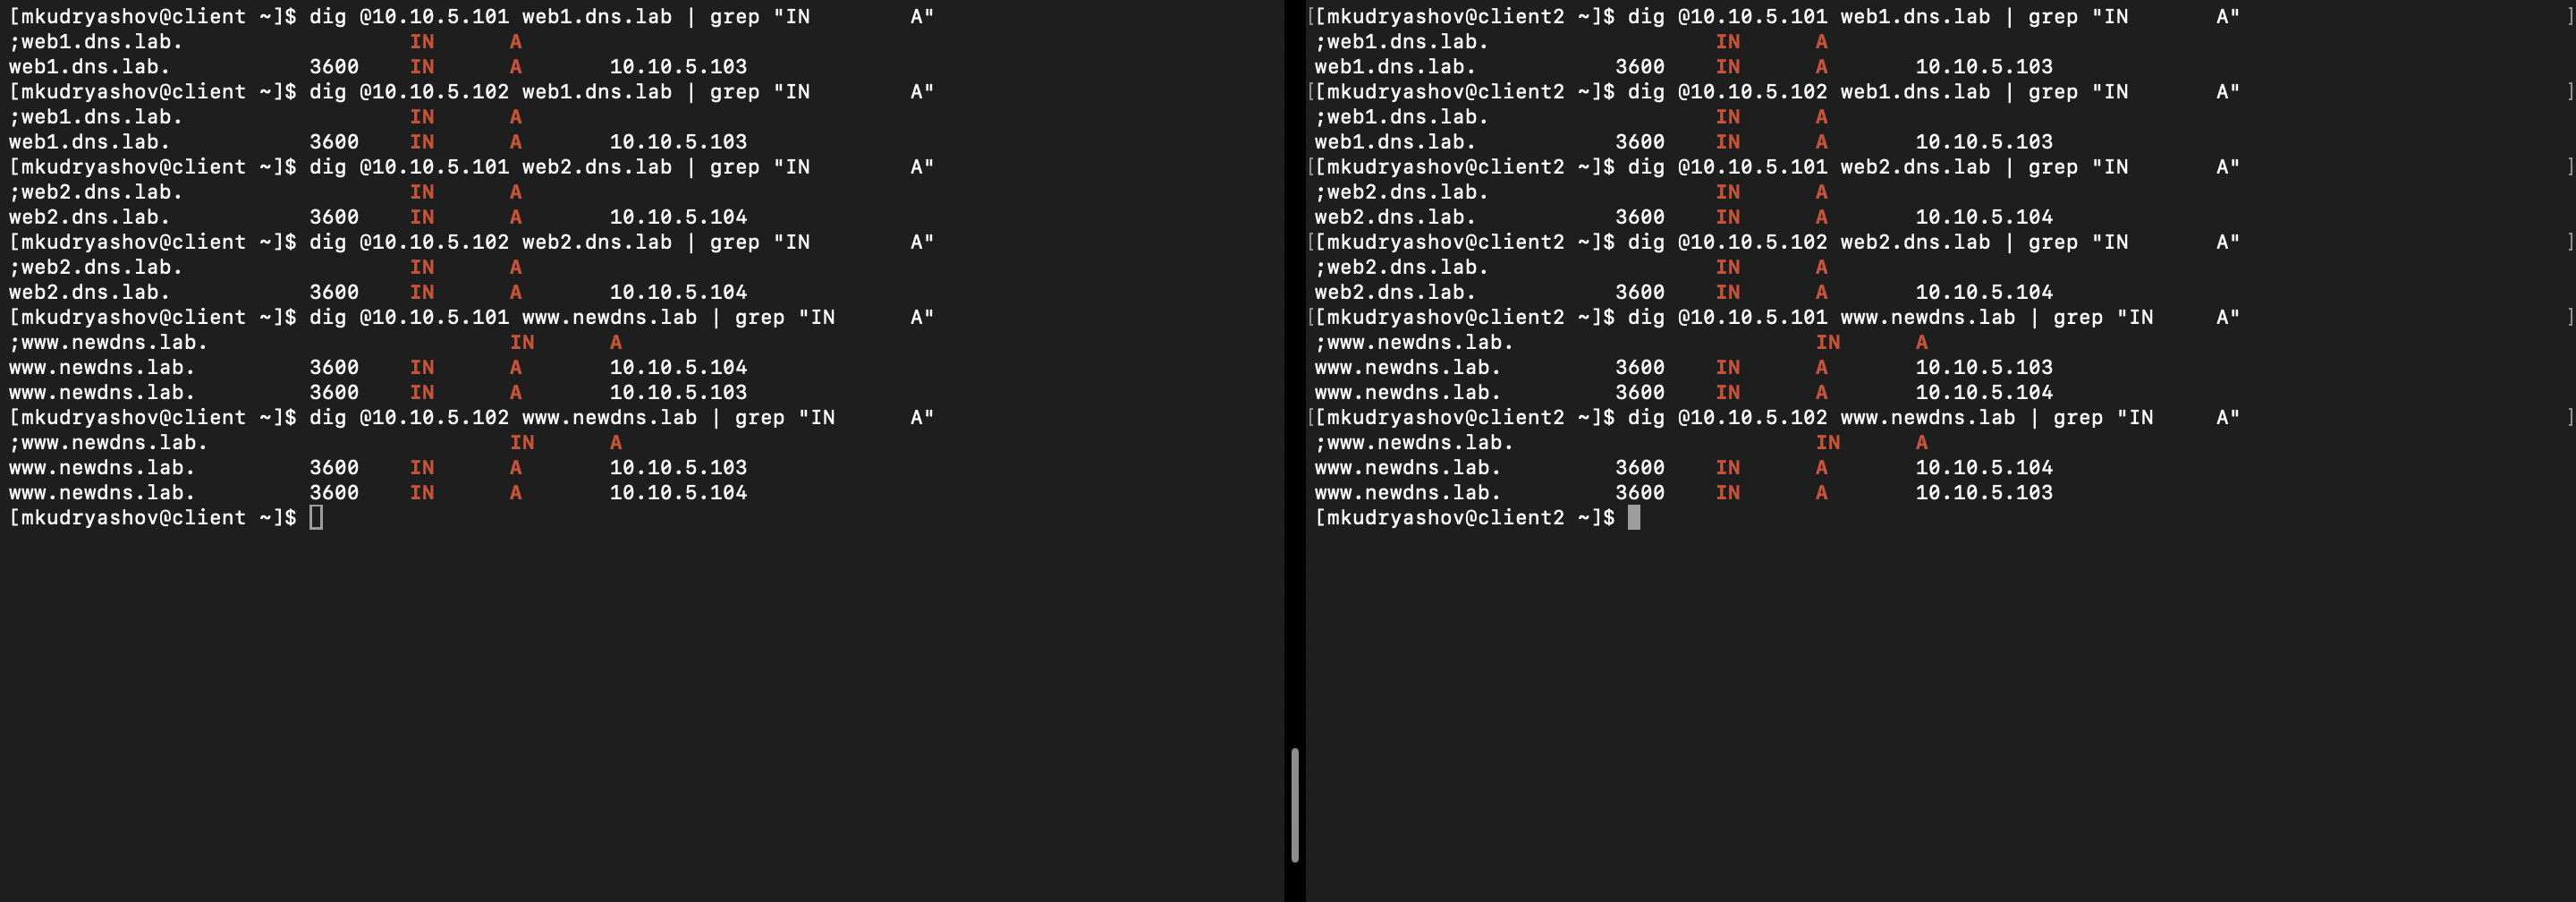 [mkudryashov@client ~]$ dig @10.10.5.101 web1.dns.lab | grep "IN      A"
;web1.dns.lab.                  IN      A
web1.dns.lab.           3600    IN      A       10.10.5.103
[mkudryashov@client ~]$ dig @10.10.5.102 web1.dns.lab | grep "IN        A"
;web1.dns.lab.                  IN      A
web1.dns.lab.           3600    IN      A       10.10.5.103
[mkudryashov@client ~]$ dig @10.10.5.101 web2.dns.lab | grep "IN        A"
;web2.dns.lab.                  IN      A
web2.dns.lab.           3600    IN      A       10.10.5.104
[mkudryashov@client ~]$ dig @10.10.5.102 web2.dns.lab | grep "IN        A"
;web2.dns.lab.                  IN      A
web2.dns.lab.           3600    IN      A       10.10.5.104
[mkudryashov@client ~]$ dig @10.10.5.101 www.newdns.lab | grep "IN      A"
;www.newdns.lab.                        IN      A
www.newdns.lab.         3600    IN      A       10.10.5.104
www.newdns.lab.         3600    IN      A       10.10.5.103
[mkudryashov@client ~]$ dig @10.10.5.102 www.newdns.lab | grep "IN      A"
;www.newdns.lab.                        IN      A
www.newdns.lab.         3600    IN      A       10.10.5.103
www.newdns.lab.         3600    IN      A       10.10.5.104
[mkudryashov@client ~]$
[[mkudryashov@client2 ~]$ dig @10.10.5.101 web1.dns.lab | grep "IN       A" ]
;web1.dns.lab.                  IN      A
web1.dns.lab.           3600    IN      A       10.10.5.103
[[mkudryashov@client2 ~]$ dig @10.10.5.102 web1.dns.lab | grep "IN       A" ]
;web1.dns.lab.                  IN      A
web1.dns.lab.           3600    IN      A       10.10.5.103
[[mkudryashov@client2 ~]$ dig @10.10.5.101 web2.dns.lab | grep "IN       A" ]
;web2.dns.lab.                  IN      A
web2.dns.lab.           3600    IN      A       10.10.5.104
[[mkudryashov@client2 ~]$ dig @10.10.5.102 web2.dns.lab | grep "IN       A" ]
;web2.dns.lab.                  IN      A
web2.dns.lab.           3600    IN      A       10.10.5.104
[[mkudryashov@client2 ~]$ dig @10.10.5.101 www.newdns.lab | grep "IN     A" ]
;www.newdns.lab.                        IN      A
www.newdns.lab.         3600    IN      A       10.10.5.103
www.newdns.lab.         3600    IN      A       10.10.5.104
[[mkudryashov@client2 ~]$ dig @10.10.5.102 www.newdns.lab | grep "IN     A" ]
;www.newdns.lab.                        IN      A
www.newdns.lab.         3600    IN      A       10.10.5.104
www.newdns.lab.         3600    IN      A       10.10.5.103
[mkudryashov@client2 ~]$